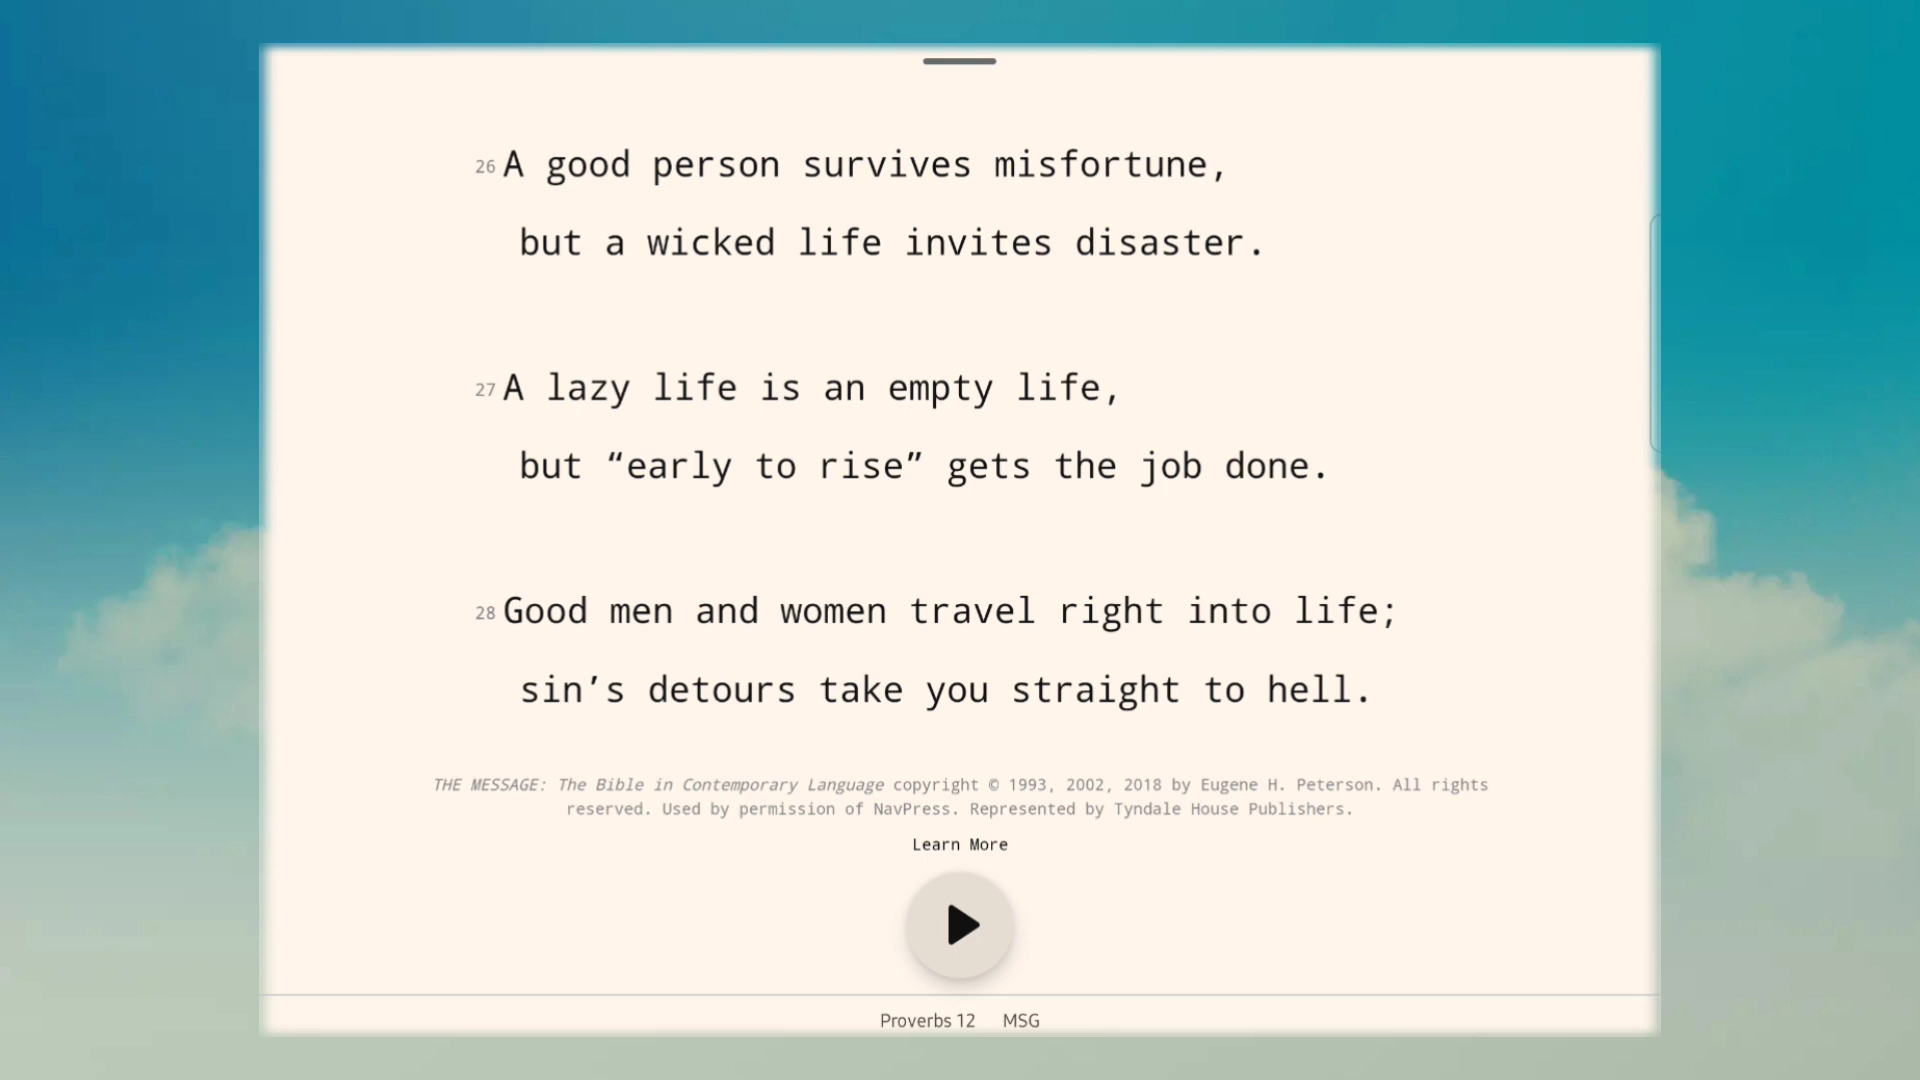 26 A good person survives misfortune,
but a wicked life invites disaster.
27 A lazy life is an empty life,
but “early to rise” gets the job done.
28 Good men and women travel right into life;
sin’s detours take you straight to hell.
THE MESSAGE: The Bible in Contemporary Language copyright © 1993, 2002, 2018 by Eugene H. Peterson. All rights
reserved. Used by permission of NavPress. Represented by Tyndale House Publishers.
Learn More
Proverbs 12 MSG